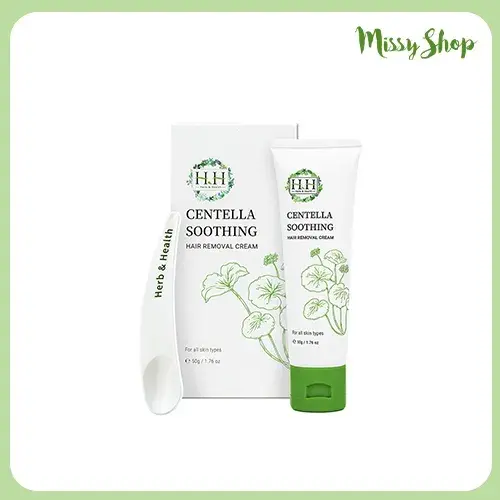 Missy Shop
H&H
CENTELLA
SOOTHING
HAIR REMOVAL CREAM
For all skin types
℮ 50g / 1.76 oz
Herb & Health
H&H
CENTELLA
SOOTHING
HAIR REMOVAL CREAM
For all skin types
℮ 50g / 1.76 oz